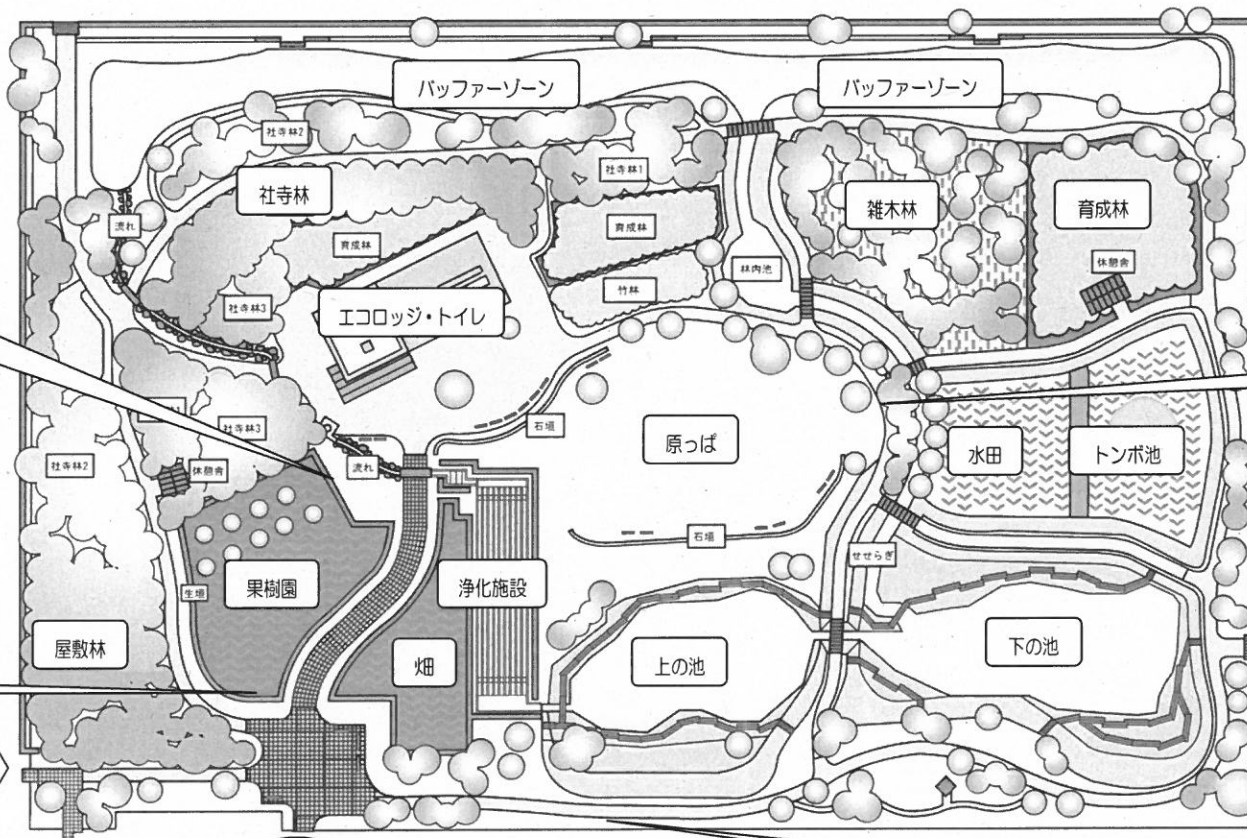 バッファーゾーン
バッファーゾーン
社寺林2
社寺林1
社寺林
雑木林
育成林
流れ
育成林
育成林
休憩舎
林内池
竹林
社寺林3
エコロッジ・トイレ
社寺林3
石垣
原っぱ
水田
トンボ池
社寺林2
休憩舎
流れ
石垣
せせらぎ
生垣
果樹園
浄化施設
屋敷林
畑
上の池
下の池